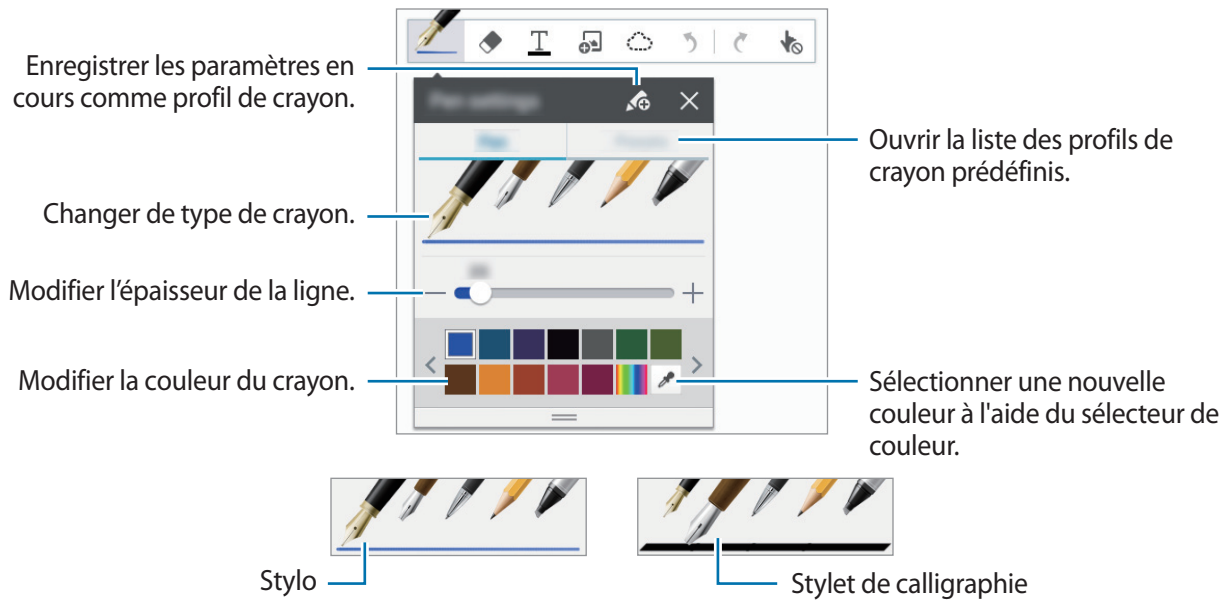 Enregistrer les paramètres en
cours comme profil de crayon.
Ouvrir la liste des profils de
crayon prédéfinis.
Changer de type de crayon.
Modifier l'épaisseur de la ligne.
Modifier la couleur du crayon.
Sélectionner une nouvelle
couleur à l'aide du sélecteur de
couleur.
Stylo
Stylet de calligraphie